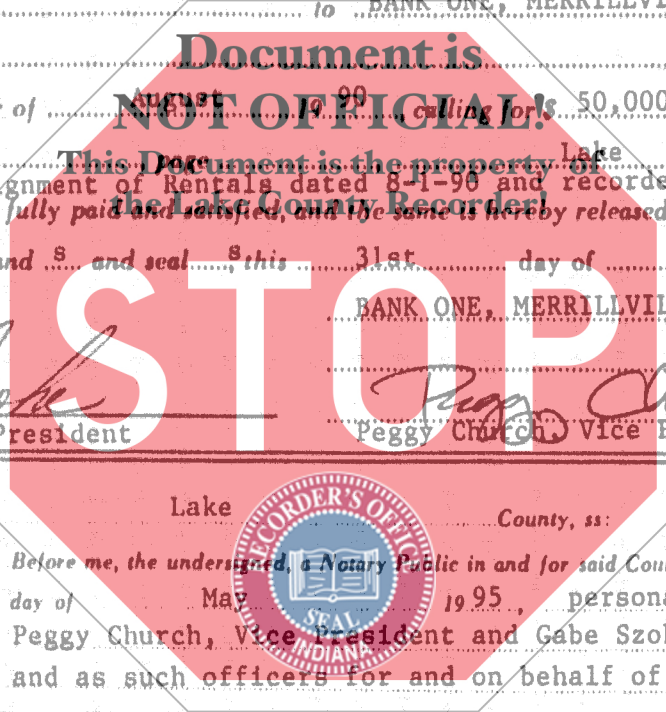 to BANK ONE, MERRILLVIL
Document is
of August 19 90, calling for $ 50,000
NOT OFFICIAL!
page Lake
This Document is the property of
gnment of Rentals dated 8-1-90 and recorde
the Lake County Recorder!
fully paid and satisfied, and the same is hereby released
nd s and seal s this 31st day of
STOP
BANK ONE, MERRILLVIL
President
Peggy Church, Vice P
Lake County, ss:
RECORDER'S OFFICE
SEAL
INDIANA
Before me, the undersigned, a Notary Public in and for said Coun
day of May 1995, persona
Peggy Church, Vice President and Gabe Szo
and as such officers for and on behalf of